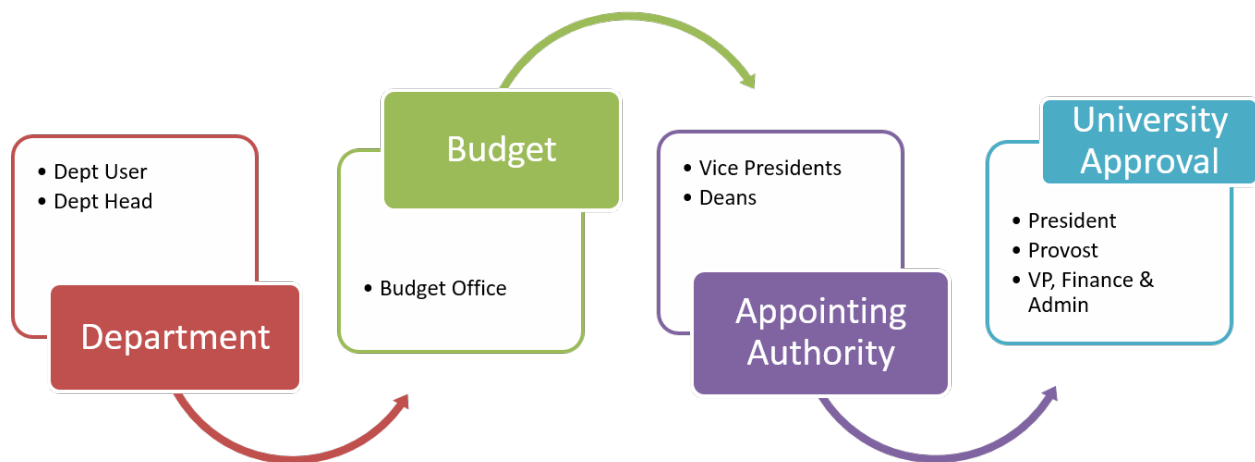 • Dept User
• Dept Head
Department
Budget
• Budget Office
• Vice Presidents
• Deans
Appointing
Authority
University
Approval
• President
• Provost
• VP, Finance &
Admin